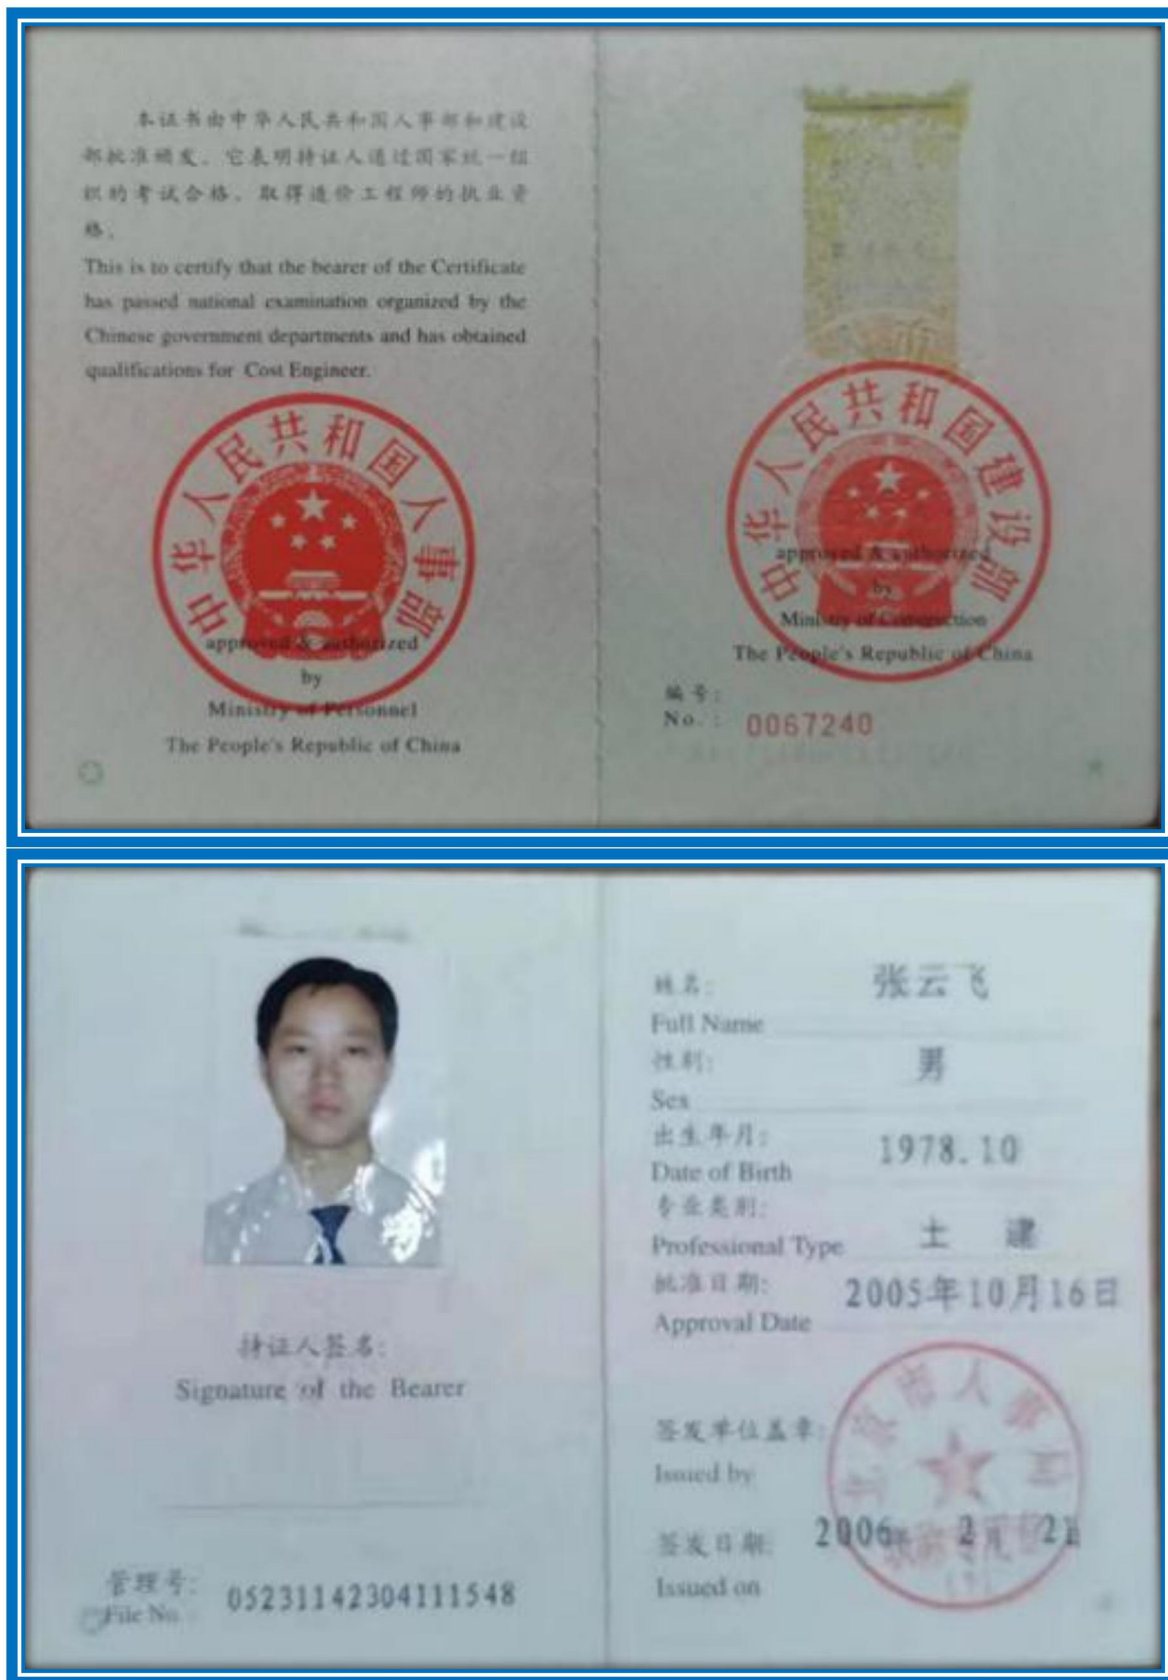 本证书由中华人民共和国人事部和建设
部批准颁发。它表明持证人通过国家统一组
织的考试合格，取得造价工程师的执业资
格。
This is to certify that the bearer of the Certificate
has passed national examination organized by the
Chinese government departments and has obtained
qualifications for Cost Engineer.
中华人民共和国人事部
approved & authorized
by
Ministry of Personnel
The People's Republic of China
中华人民共和国建设部
approved & authorized
by
Ministry of Construction
The People's Republic of China
编号:
No. : 0067240
持证人签名:
Signature of the Bearer
管理号:
File No. : 05231142304111548
姓名: 张云飞
Full Name
性别: 男
Sex
出生年月: 1978.10
Date of Birth
专业类别: 土 建
Professional Type
批准日期: 2005年10月16日
Approval Date
签发单位盖章:
Issued by
签发日期: 2006 2月 21
Issued on